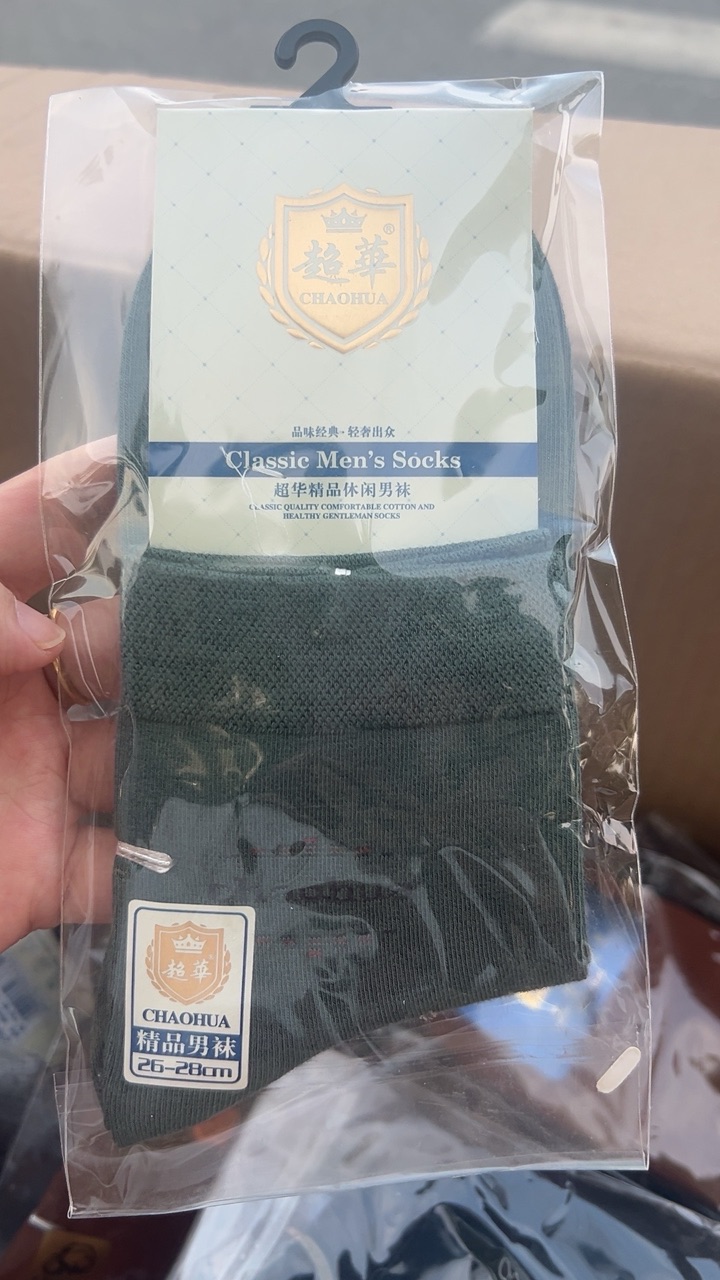 超華®
CHAOHUA
品味经典·轻奢出众
Classic Men's Socks
超华精品休闲男袜
CLASSIC QUALITY COMFORTABLE COTTON AND
HEALTHY GENTLEMAN SOCKS
超華
CHAOHUA
精品男袜
26-28cm